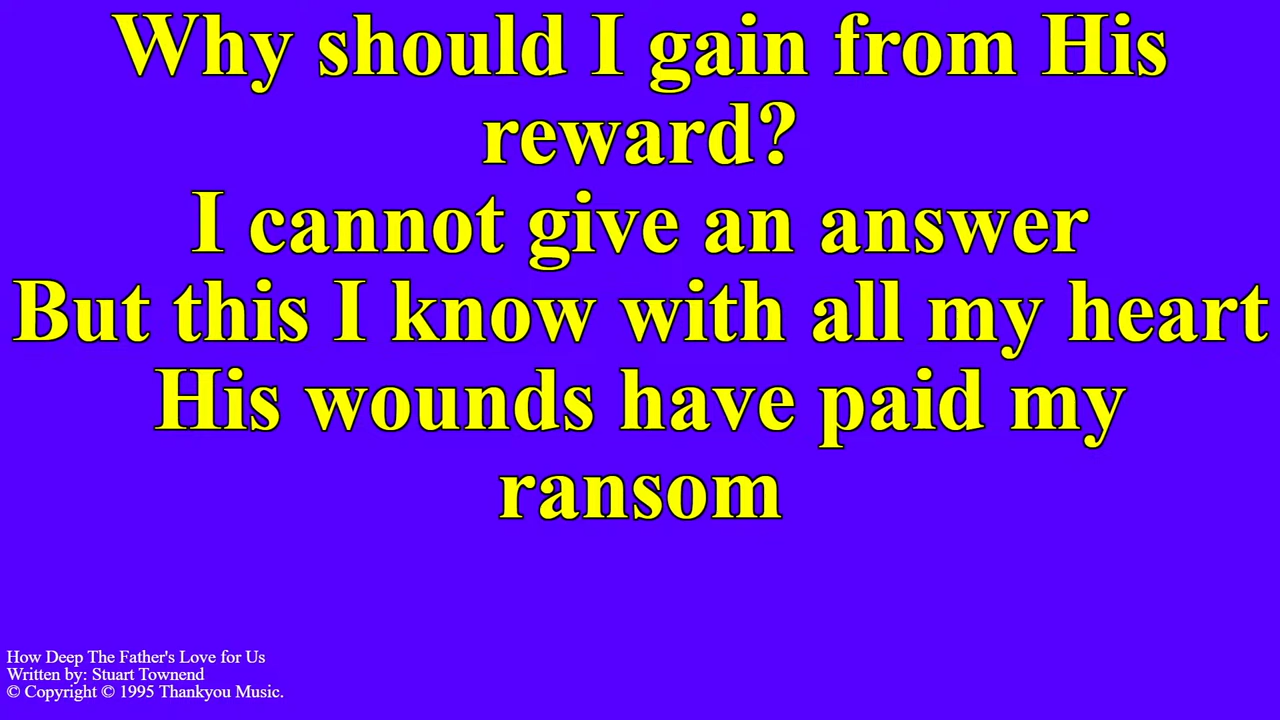 Why should I gain from His
reward?
I cannot give an answer
But this I know with all my heart
His wounds have paid my
ransom
How Deep The Father's Love for Us
Written by: Stuart Townend
© Copyright © 1995 Thankyou Music.